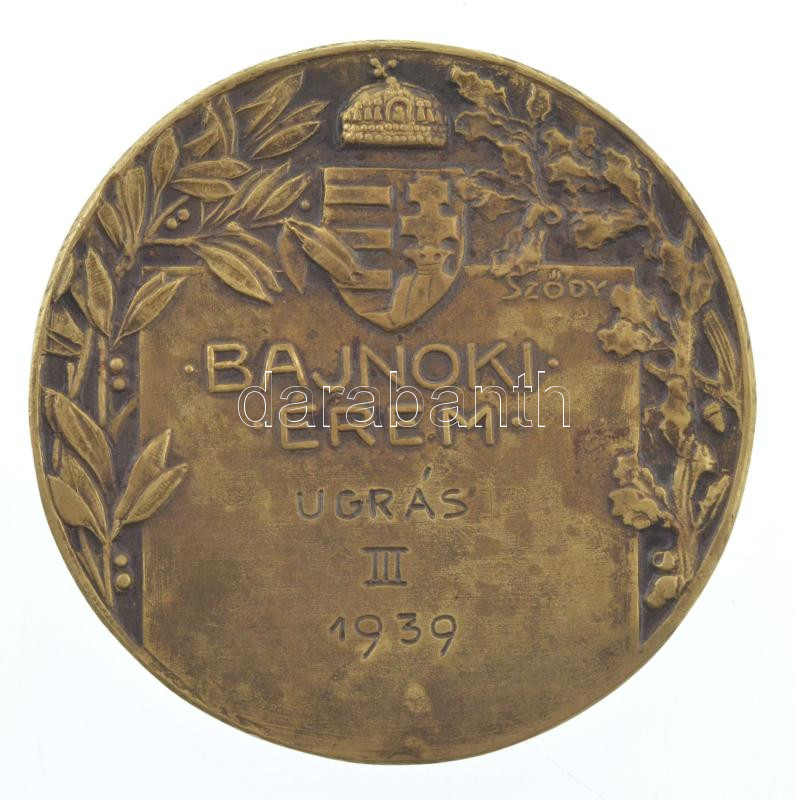 SZŐDY
·BAJNOKI·
·ÉREM·
darabanth
UGRÁS
III
1939